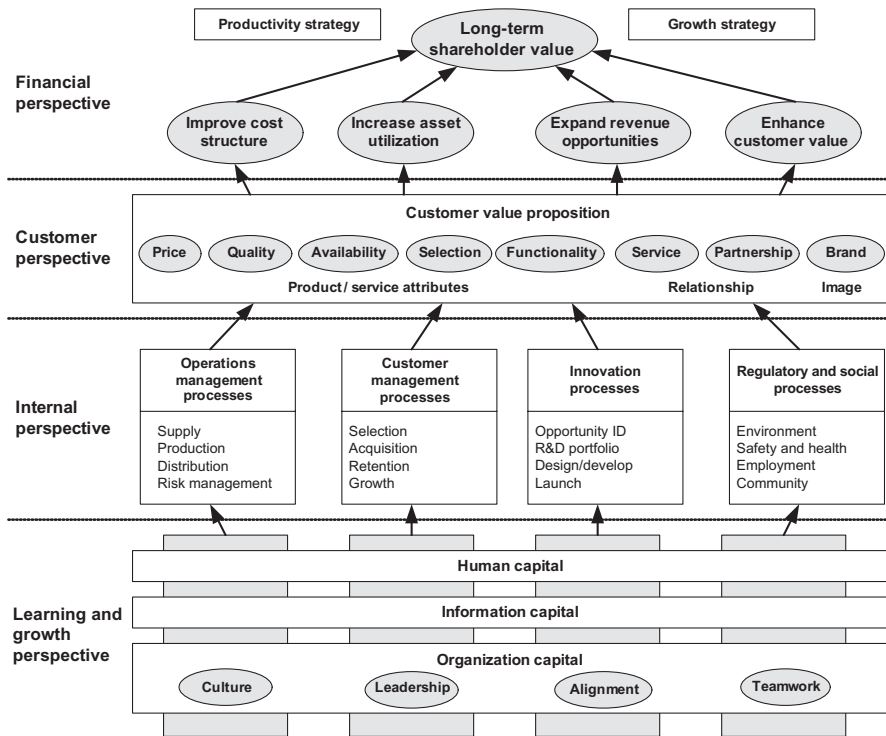 Productivity strategy
Long-term
shareholder value
Growth strategy
Financial
perspective
Improve cost
structure
Increase asset
utilization
Expand revenue
opportunities
Enhance
customer value
Customer
perspective
Customer value proposition
Price
Quality
Availability
Selection
Functionality
Service
Partnership
Brand
Product / service attributes
Relationship
Image
Internal
perspective
Operations
management
processes
Supply
Production
Distribution
Risk management
Customer
management
processes
Selection
Acquisition
Retention
Growth
Innovation
processes
Opportunity ID
R&D portfolio
Design/develop
Launch
Regulatory and social
processes
Environment
Safety and health
Employment
Community
Learning and
growth
perspective
Human capital
Information capital
Organization capital
Culture
Leadership
Alignment
Teamwork